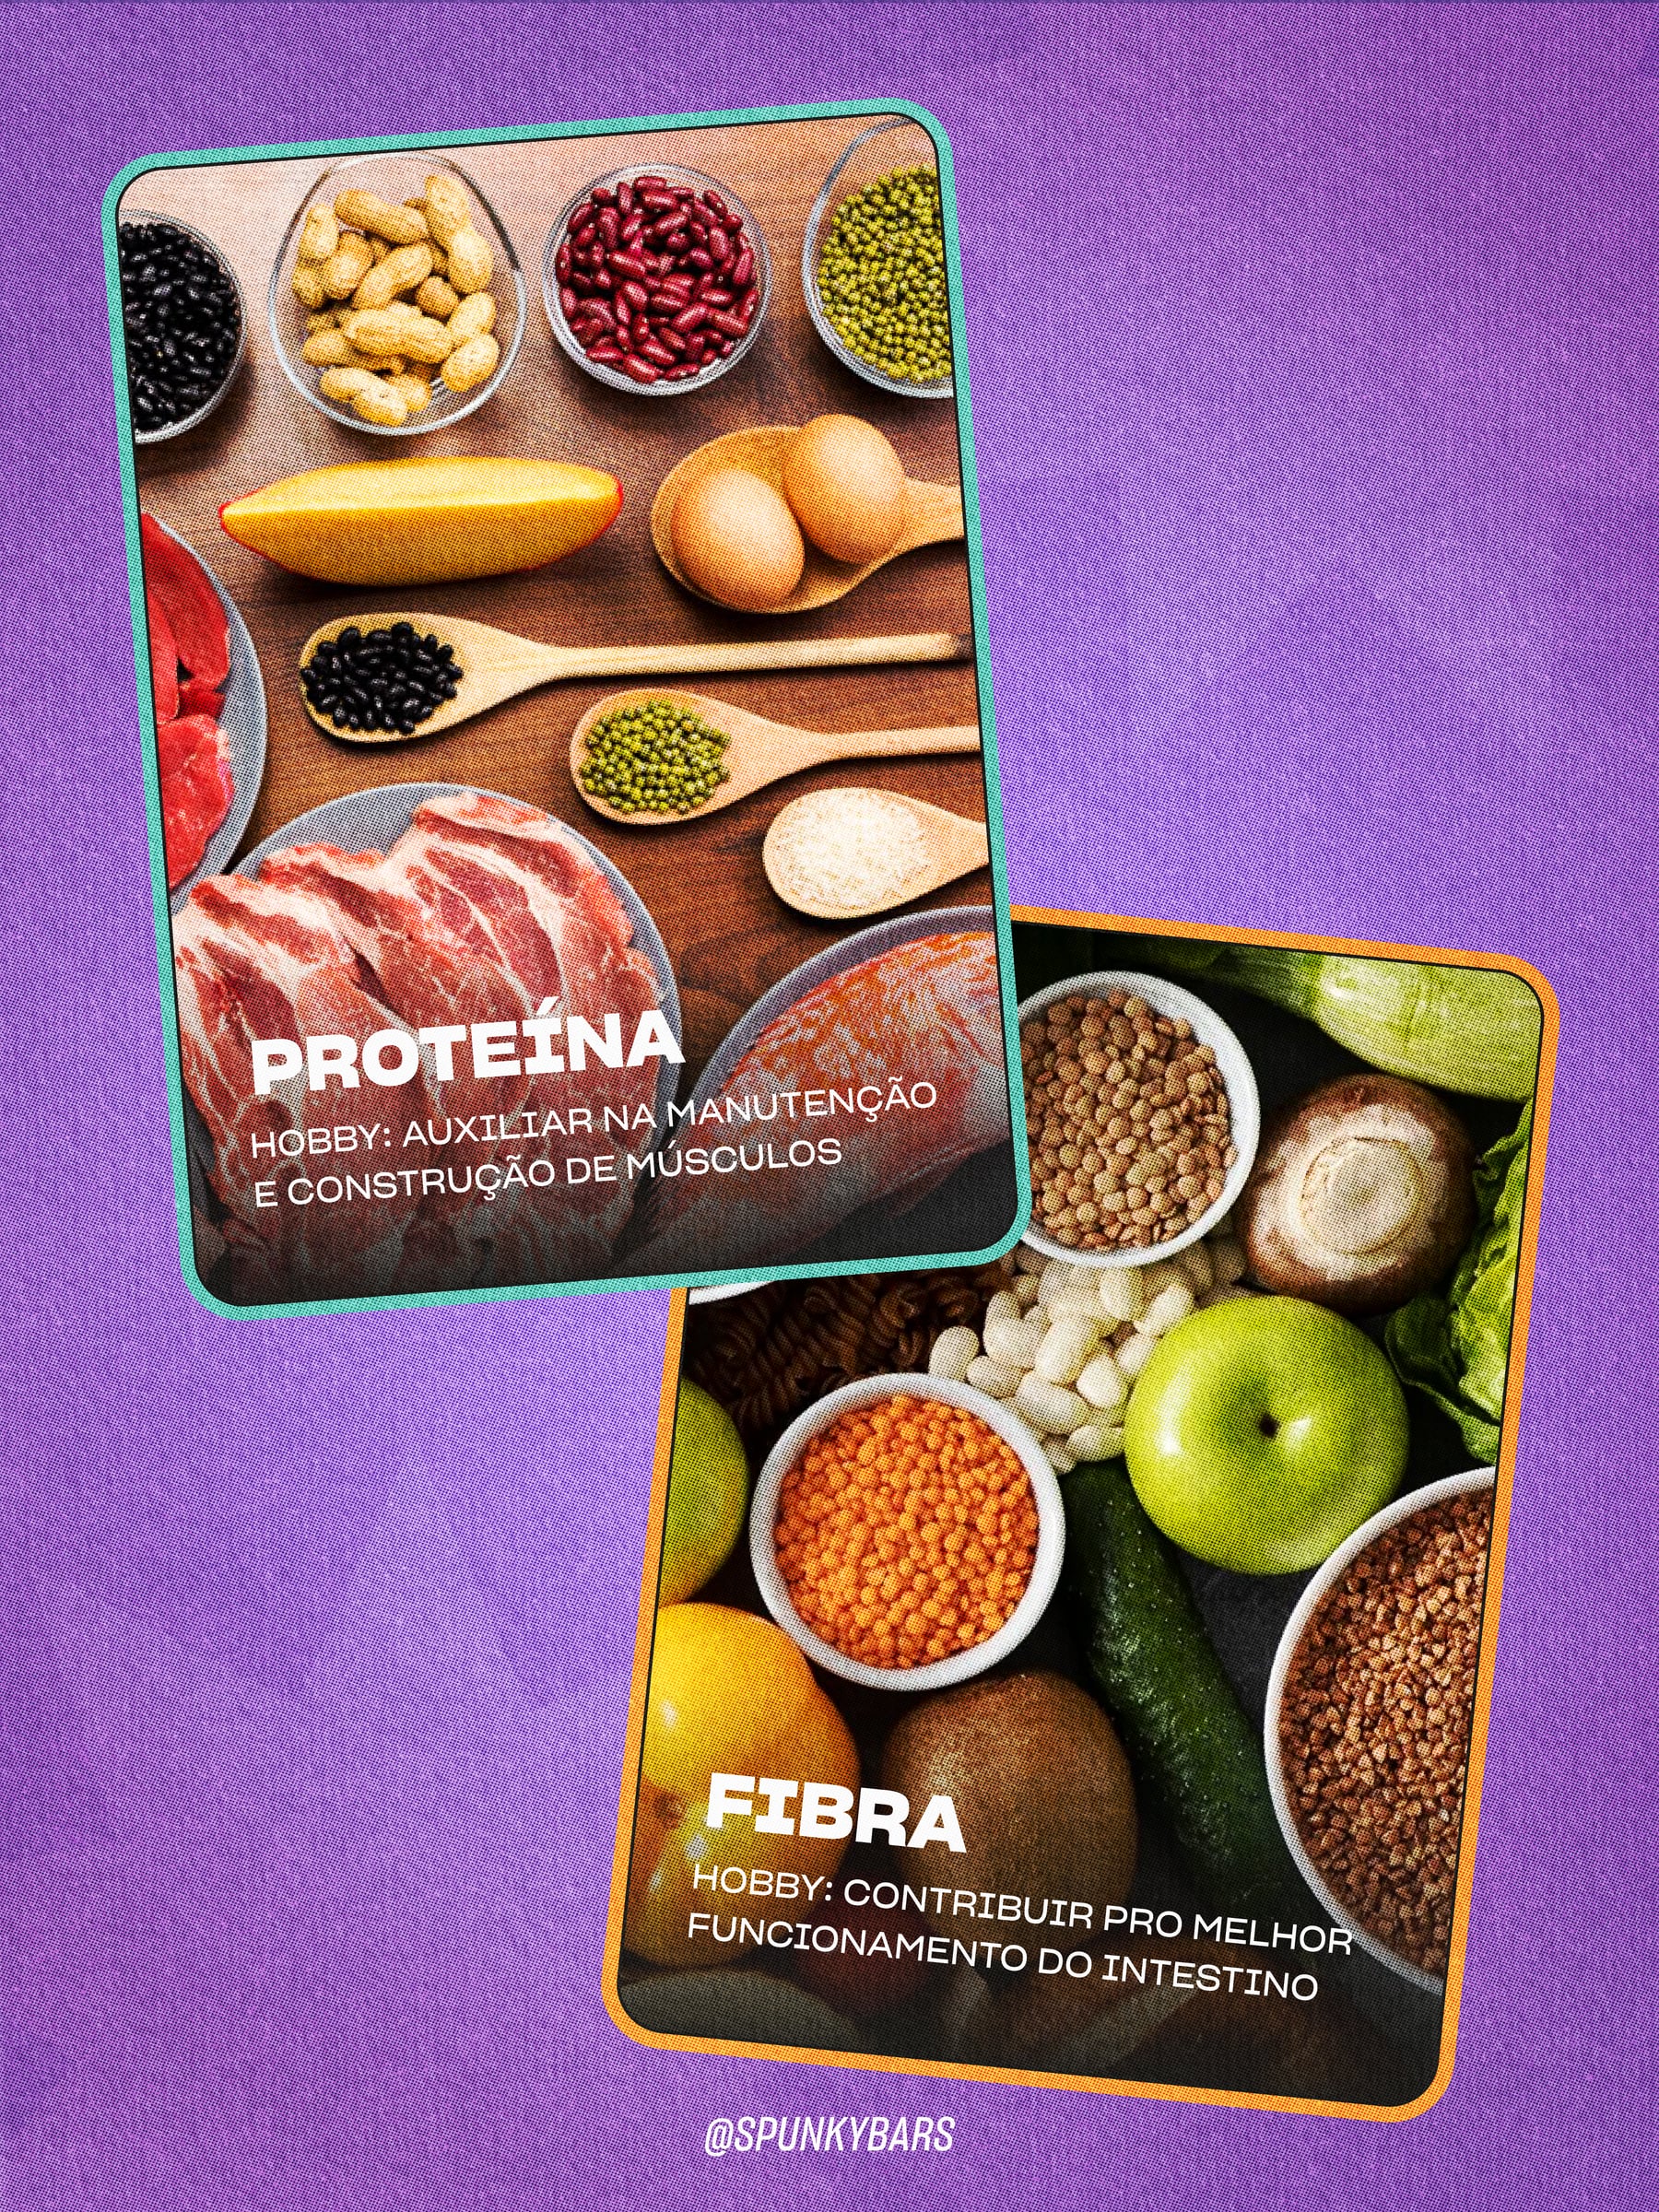 PROTEÍNA
HOBBY: AUXILIAR NA MANUTENÇÃO
E CONSTRUÇÃO DE MÚSCULOS
FIBRA
HOBBY: CONTRIBUIR PRO MELHOR
FUNCIONAMENTO DO INTESTINO
@SPUNKYBARS